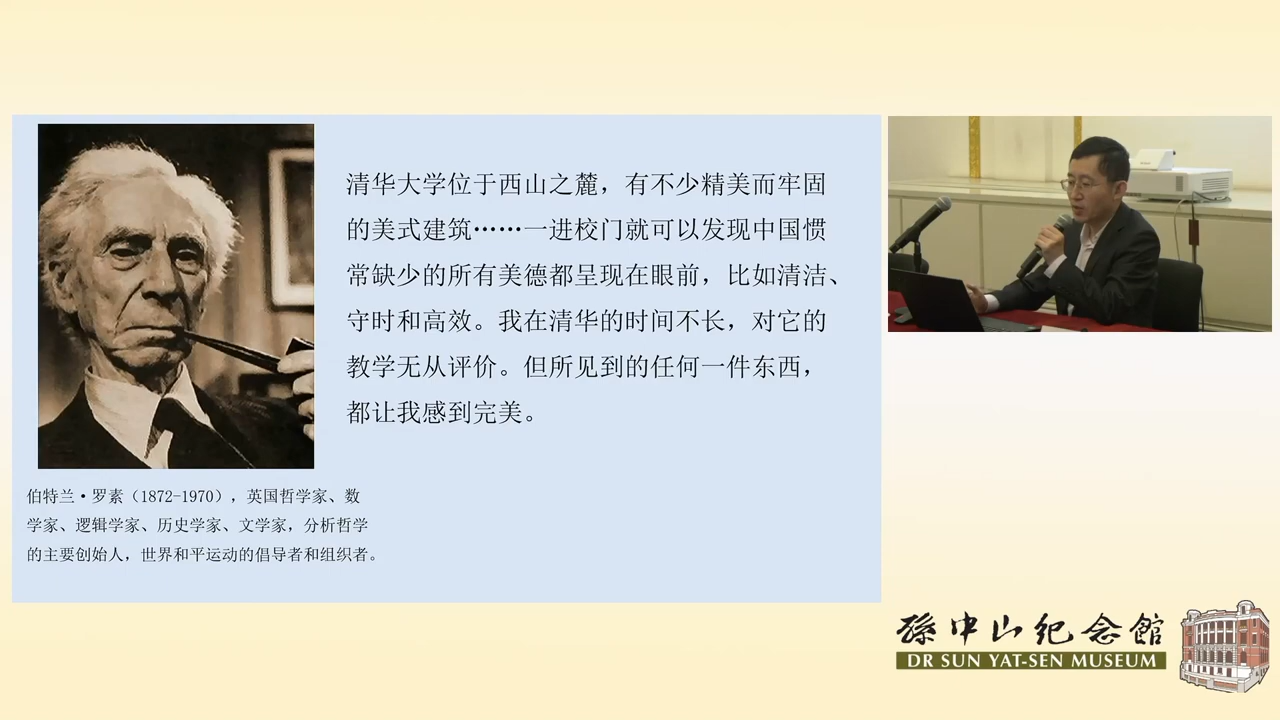 清华大学位于西山之麓，有不少精美而牢固
的美式建筑……一进校门就可以发现中国惯
常缺少的所有美德都呈现在眼前，比如清洁、
守时和高效。我在清华的时间不长，对它的
教学无从评价。但所见到的任何一件东西，
都让我感到完美。
伯特兰·罗素（1872-1970），英国哲学家、数
学家、逻辑学家、历史学家、文学家，分析哲学
的主要创始人，世界和平运动的倡导者和组织者。
孫中山紀念館
DR SUN YAT-SEN MUSEUM